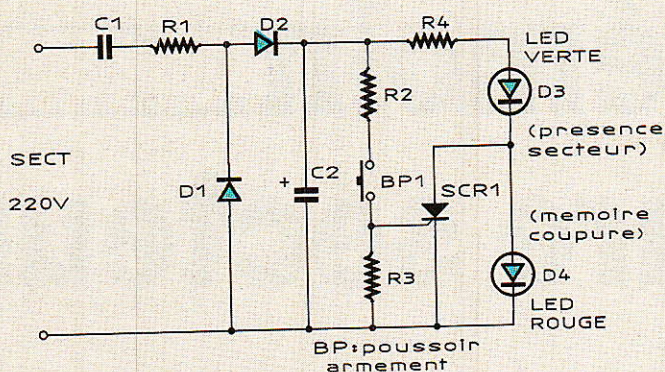 C1
R1
D2
R4
LED
VERTE
D3
(presence
secteur)
R2
SECT
220V
D1
+
C2
BP1
SCR1
(memoire
coupure)
R3
D4
LED
ROUGE
BP:poussoir
armement